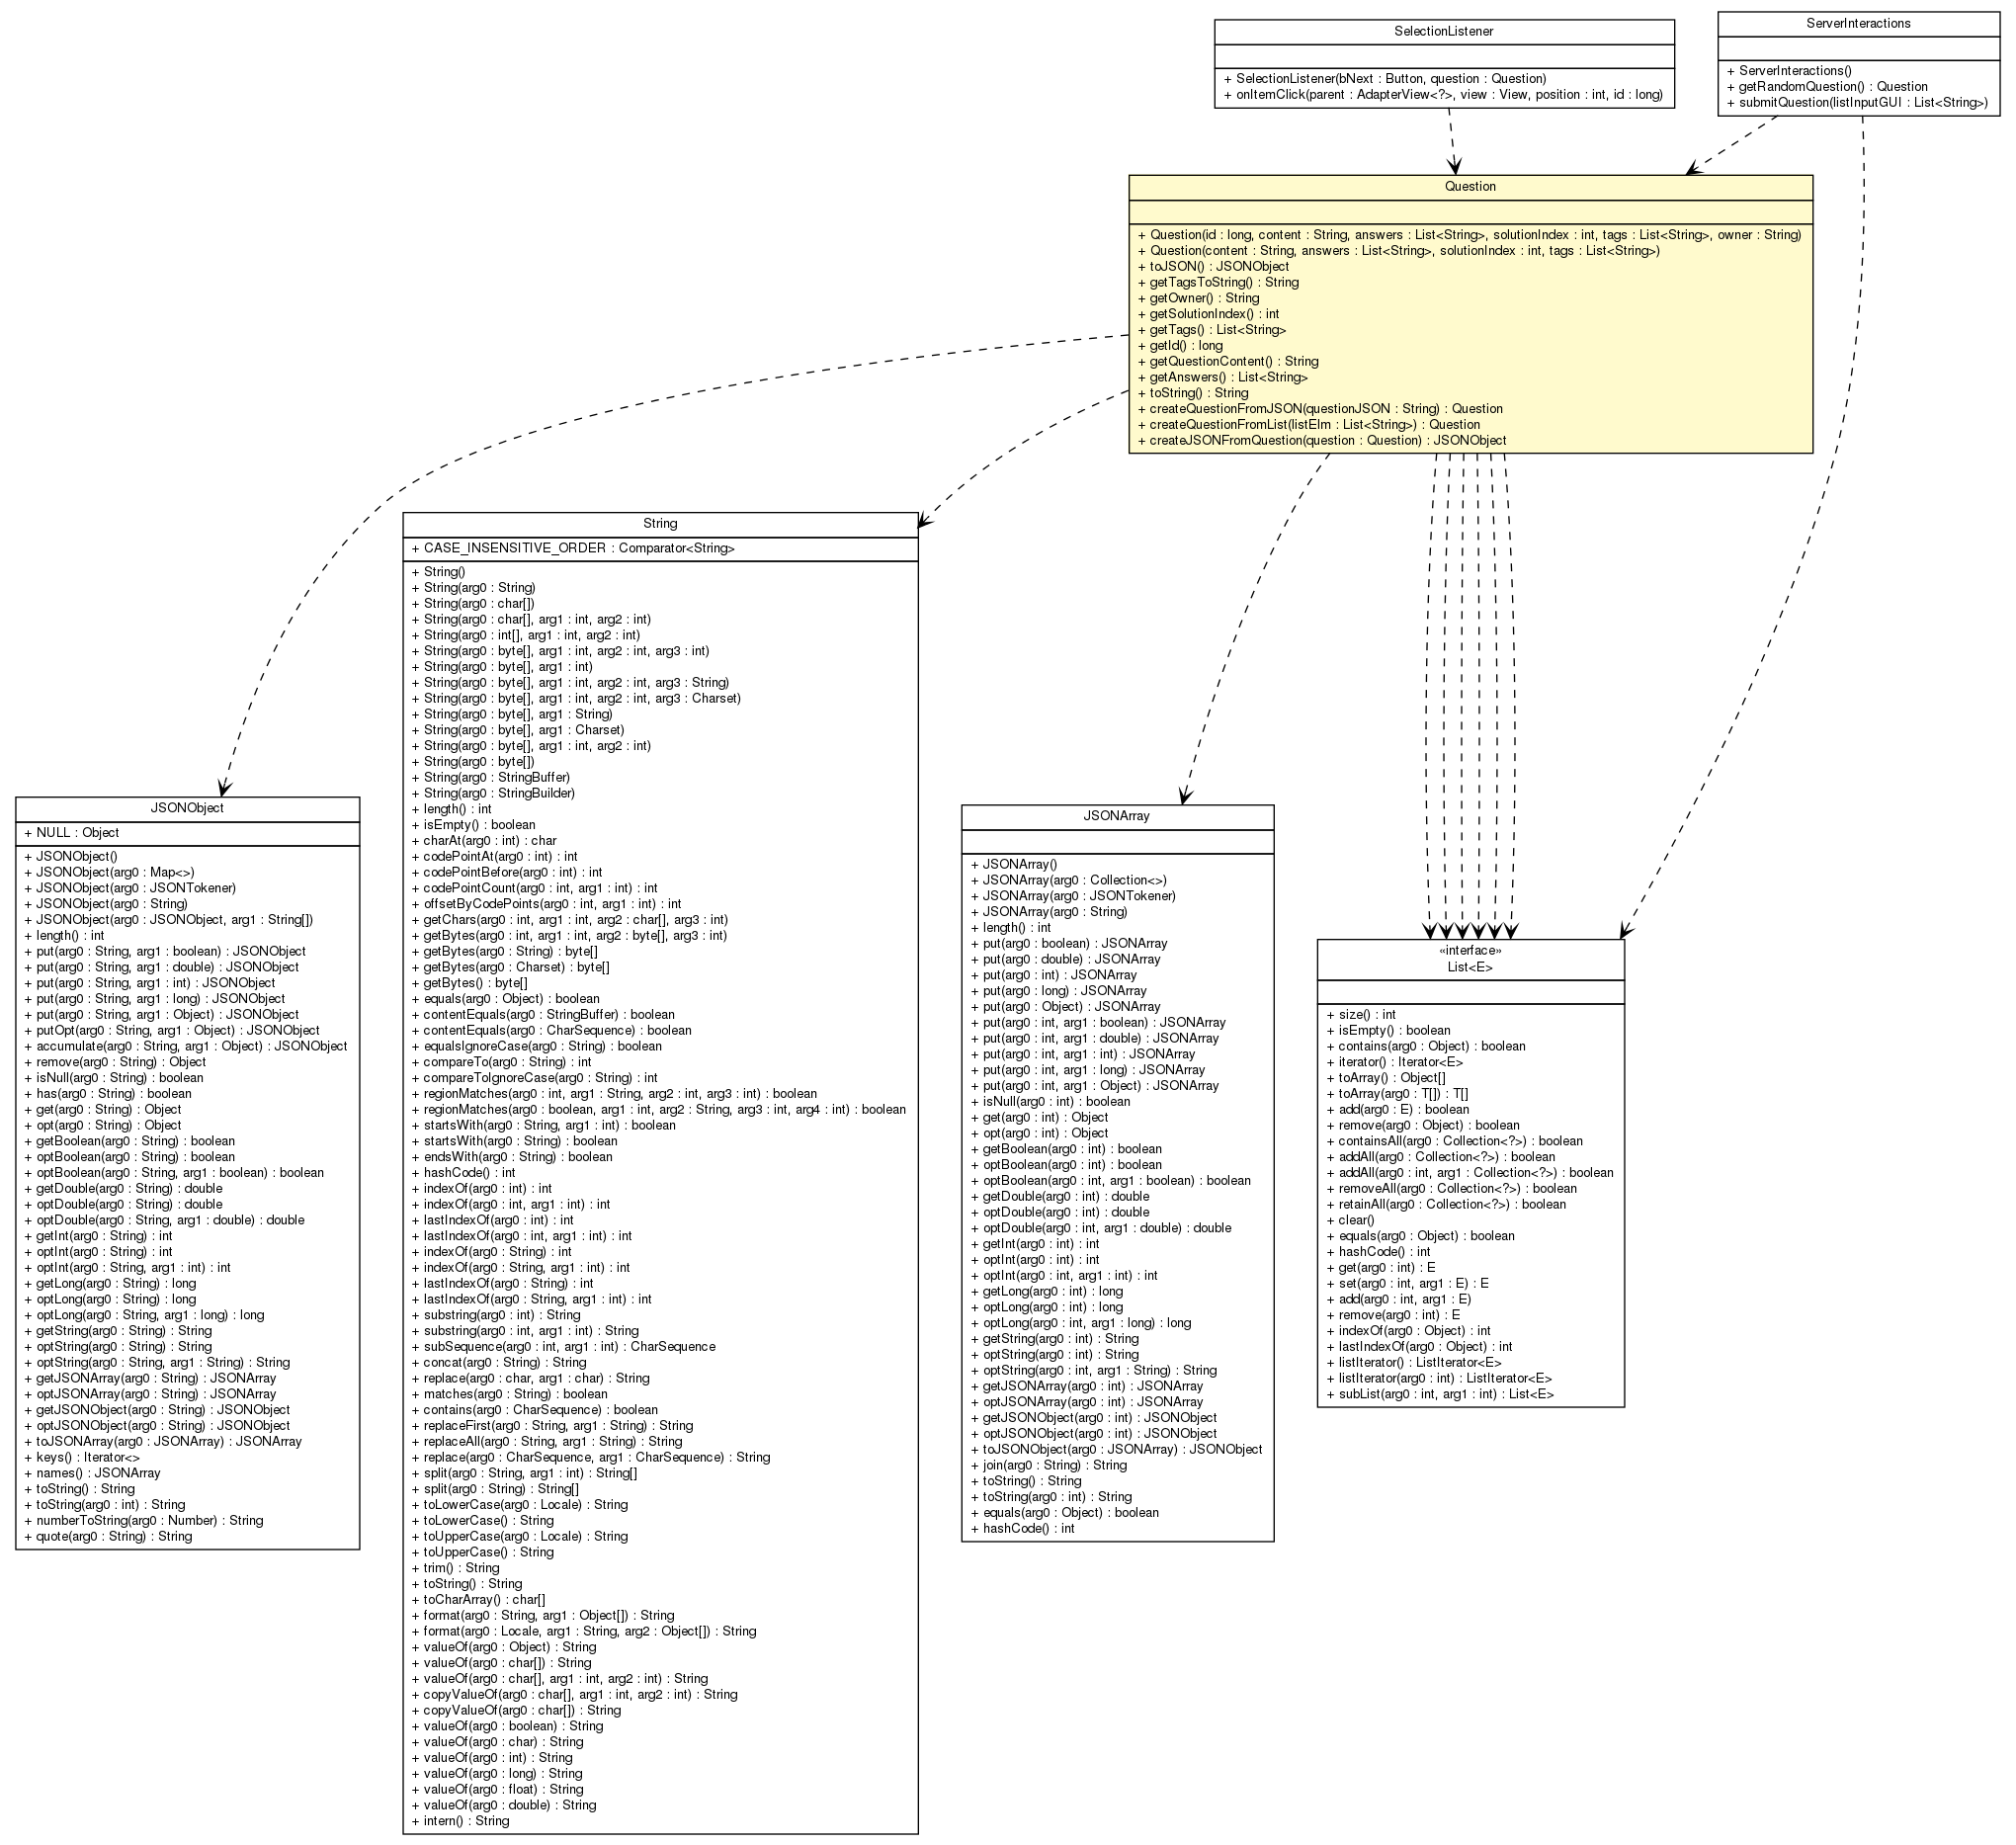 SelectionListener
+ SelectionListener(bNext : Button, question : Question)
+ onItemClick(parent : AdapterView<?>, view : View, position : int, id : long)
ServerInteractions
+ ServerInteractions()
+ getRandomQuestion() : Question
+ submitQuestion(listInputGUI : List<String>)
Question
+ Question(id : long, content : String, answers : List<String>, solutionIndex : int, tags : List<String>, owner : String)
+ Question(content : String, answers : List<String>, solutionIndex : int, tags : List<String>)
+ toJSON() : JSONObject
+ getTagsToString() : String
+ getOwner() : String
+ getSolutionIndex() : int
+ getTags() : List<String>
+ getId() : long
+ getQuestionContent() : String
+ getAnswers() : List<String>
+ toString() : String
+ createQuestionFromJSON(questionJSON : String) : Question
+ createQuestionFromList(listElm : List<String>) : Question
+ createJSONFromQuestion(question : Question) : JSONObject
JSONObject
+ NULL : Object
+ JSONObject()
+ JSONObject(arg0 : Map<>)
+ JSONObject(arg0 : JSONTokener)
+ JSONObject(arg0 : String)
+ JSONObject(arg0 : JSONObject, arg1 : String[])
+ length() : int
+ put(arg0 : String, arg1 : boolean) : JSONObject
+ put(arg0 : String, arg1 : double) : JSONObject
+ put(arg0 : String, arg1 : int) : JSONObject
+ put(arg0 : String, arg1 : long) : JSONObject
+ put(arg0 : String, arg1 : Object) : JSONObject
+ putOpt(arg0 : String, arg1 : Object) : JSONObject
+ accumulate(arg0 : String, arg1 : Object) : JSONObject
+ remove(arg0 : String) : Object
+ isNull(arg0 : String) : boolean
+ has(arg0 : String) : boolean
+ get(arg0 : String) : Object
+ opt(arg0 : String) : Object
+ getBoolean(arg0 : String) : boolean
+ optBoolean(arg0 : String) : boolean
+ optBoolean(arg0 : String, arg1 : boolean) : boolean
+ getDouble(arg0 : String) : double
+ optDouble(arg0 : String) : double
+ optDouble(arg0 : String, arg1 : double) : double
+ getInt(arg0 : String) : int
+ optInt(arg0 : String) : int
+ optInt(arg0 : String, arg1 : int) : int
+ getLong(arg0 : String) : long
+ optLong(arg0 : String) : long
+ optLong(arg0 : String, arg1 : long) : long
+ getString(arg0 : String) : String
+ optString(arg0 : String) : String
+ optString(arg0 : String, arg1 : String) : String
+ getJSONArray(arg0 : String) : JSONArray
+ optJSONArray(arg0 : String) : JSONArray
+ getJSONObject(arg0 : String) : JSONObject
+ optJSONObject(arg0 : String) : JSONObject
+ toJSONArray(arg0 : JSONArray) : JSONArray
+ keys() : Iterator<>
+ names() : JSONArray
+ toString() : String
+ toString(arg0 : int) : String
+ numberToString(arg0 : Number) : String
+ quote(arg0 : String) : String
String
+ CASE_INSENSITIVE_ORDER : Comparator<String>
+ String()
+ String(arg0 : String)
+ String(arg0 : char[])
+ String(arg0 : char[], arg1 : int, arg2 : int)
+ String(arg0 : int[], arg1 : int, arg2 : int)
+ String(arg0 : byte[], arg1 : int, arg2 : int, arg3 : int)
+ String(arg0 : byte[], arg1 : int)
+ String(arg0 : byte[], arg1 : int, arg2 : int, arg3 : String)
+ String(arg0 : byte[], arg1 : int, arg2 : int, arg3 : Charset)
+ String(arg0 : byte[], arg1 : String)
+ String(arg0 : byte[], arg1 : Charset)
+ String(arg0 : byte[], arg1 : int, arg2 : int)
+ String(arg0 : byte[])
+ String(arg0 : StringBuffer)
+ String(arg0 : StringBuilder)
+ length() : int
+ isEmpty() : boolean
+ charAt(arg0 : int) : char
+ codePointAt(arg0 : int) : int
+ codePointBefore(arg0 : int) : int
+ codePointCount(arg0 : int, arg1 : int) : int
+ offsetByCodePoints(arg0 : int, arg1 : int) : int
+ getChars(arg0 : int, arg1 : int, arg2 : char[], arg3 : int)
+ getBytes(arg0 : int, arg1 : int, arg2 : byte[], arg3 : int)
+ getBytes(arg0 : String) : byte[]
+ getBytes(arg0 : Charset) : byte[]
+ getBytes() : byte[]
+ equals(arg0 : Object) : boolean
+ contentEquals(arg0 : StringBuffer) : boolean
+ contentEquals(arg0 : CharSequence) : boolean
+ equalsIgnoreCase(arg0 : String) : boolean
+ compareTo(arg0 : String) : int
+ compareToIgnoreCase(arg0 : String) : int
+ regionMatches(arg0 : int, arg1 : String, arg2 : int, arg3 : int) : boolean
+ regionMatches(arg0 : boolean, arg1 : int, arg2 : String, arg3 : int, arg4 : int) : boolean
+ startsWith(arg0 : String, arg1 : int) : boolean
+ startsWith(arg0 : String) : boolean
+ endsWith(arg0 : String) : boolean
+ hashCode() : int
+ indexOf(arg0 : int) : int
+ indexOf(arg0 : int, arg1 : int) : int
+ lastIndexOf(arg0 : int) : int
+ lastIndexOf(arg0 : int, arg1 : int) : int
+ indexOf(arg0 : String) : int
+ indexOf(arg0 : String, arg1 : int) : int
+ lastIndexOf(arg0 : String) : int
+ lastIndexOf(arg0 : String, arg1 : int) : int
+ substring(arg0 : int) : String
+ substring(arg0 : int, arg1 : int) : String
+ subSequence(arg0 : int, arg1 : int) : CharSequence
+ concat(arg0 : String) : String
+ replace(arg0 : char, arg1 : char) : String
+ matches(arg0 : String) : boolean
+ contains(arg0 : CharSequence) : boolean
+ replaceFirst(arg0 : String, arg1 : String) : String
+ replaceAll(arg0 : String, arg1 : String) : String
+ replace(arg0 : CharSequence, arg1 : CharSequence) : String
+ split(arg0 : String, arg1 : int) : String[]
+ split(arg0 : String) : String[]
+ toLowerCase(arg0 : Locale) : String
+ toLowerCase() : String
+ toUpperCase(arg0 : Locale) : String
+ toUpperCase() : String
+ trim() : String
+ toString() : String
+ toCharArray() : char[]
+ format(arg0 : String, arg1 : Object[]) : String
+ format(arg0 : Locale, arg1 : String, arg2 : Object[]) : String
+ valueOf(arg0 : Object) : String
+ valueOf(arg0 : char[]) : String
+ valueOf(arg0 : char[], arg1 : int, arg2 : int) : String
+ copyValueOf(arg0 : char[], arg1 : int, arg2 : int) : String
+ copyValueOf(arg0 : char[]) : String
+ valueOf(arg0 : boolean) : String
+ valueOf(arg0 : char) : String
+ valueOf(arg0 : int) : String
+ valueOf(arg0 : long) : String
+ valueOf(arg0 : float) : String
+ valueOf(arg0 : double) : String
+ intern() : String
JSONArray
+ JSONArray()
+ JSONArray(arg0 : Collection<>)
+ JSONArray(arg0 : JSONTokener)
+ JSONArray(arg0 : String)
+ length() : int
+ put(arg0 : boolean) : JSONArray
+ put(arg0 : double) : JSONArray
+ put(arg0 : int) : JSONArray
+ put(arg0 : long) : JSONArray
+ put(arg0 : Object) : JSONArray
+ put(arg0 : int, arg1 : boolean) : JSONArray
+ put(arg0 : int, arg1 : double) : JSONArray
+ put(arg0 : int, arg1 : int) : JSONArray
+ put(arg0 : int, arg1 : long) : JSONArray
+ put(arg0 : int, arg1 : Object) : JSONArray
+ isNull(arg0 : int) : boolean
+ get(arg0 : int) : Object
+ opt(arg0 : int) : Object
+ getBoolean(arg0 : int) : boolean
+ optBoolean(arg0 : int) : boolean
+ optBoolean(arg0 : int, arg1 : boolean) : boolean
+ getDouble(arg0 : int) : double
+ optDouble(arg0 : int) : double
+ optDouble(arg0 : int, arg1 : double) : double
+ getInt(arg0 : int) : int
+ optInt(arg0 : int) : int
+ optInt(arg0 : int, arg1 : int) : int
+ getLong(arg0 : int) : long
+ optLong(arg0 : int) : long
+ optLong(arg0 : int, arg1 : long) : long
+ getString(arg0 : int) : String
+ optString(arg0 : int) : String
+ optString(arg0 : int, arg1 : String) : String
+ getJSONArray(arg0 : int) : JSONArray
+ optJSONArray(arg0 : int) : JSONArray
+ getJSONObject(arg0 : int) : JSONObject
+ optJSONObject(arg0 : int) : JSONObject
+ toJSONObject(arg0 : JSONArray) : JSONObject
+ join(arg0 : String) : String
+ toString() : String
+ toString(arg0 : int) : String
+ equals(arg0 : Object) : boolean
+ hashCode() : int
«interface»
List<E>
+ size() : int
+ isEmpty() : boolean
+ contains(arg0 : Object) : boolean
+ iterator() : Iterator<E>
+ toArray() : Object[]
+ toArray(arg0 : T[]) : T[]
+ add(arg0 : E) : boolean
+ remove(arg0 : Object) : boolean
+ containsAll(arg0 : Collection<?>) : boolean
+ addAll(arg0 : Collection<?>) : boolean
+ addAll(arg0 : int, arg1 : Collection<?>) : boolean
+ removeAll(arg0 : Collection<?>) : boolean
+ retainAll(arg0 : Collection<?>) : boolean
+ clear()
+ equals(arg0 : Object) : boolean
+ hashCode() : int
+ get(arg0 : int) : E
+ set(arg0 : int, arg1 : E) : E
+ add(arg0 : int, arg1 : E)
+ remove(arg0 : int) : E
+ indexOf(arg0 : Object) : int
+ lastIndexOf(arg0 : Object) : int
+ listIterator() : ListIterator<E>
+ listIterator(arg0 : int) : ListIterator<E>
+ subList(arg0 : int, arg1 : int) : List<E>